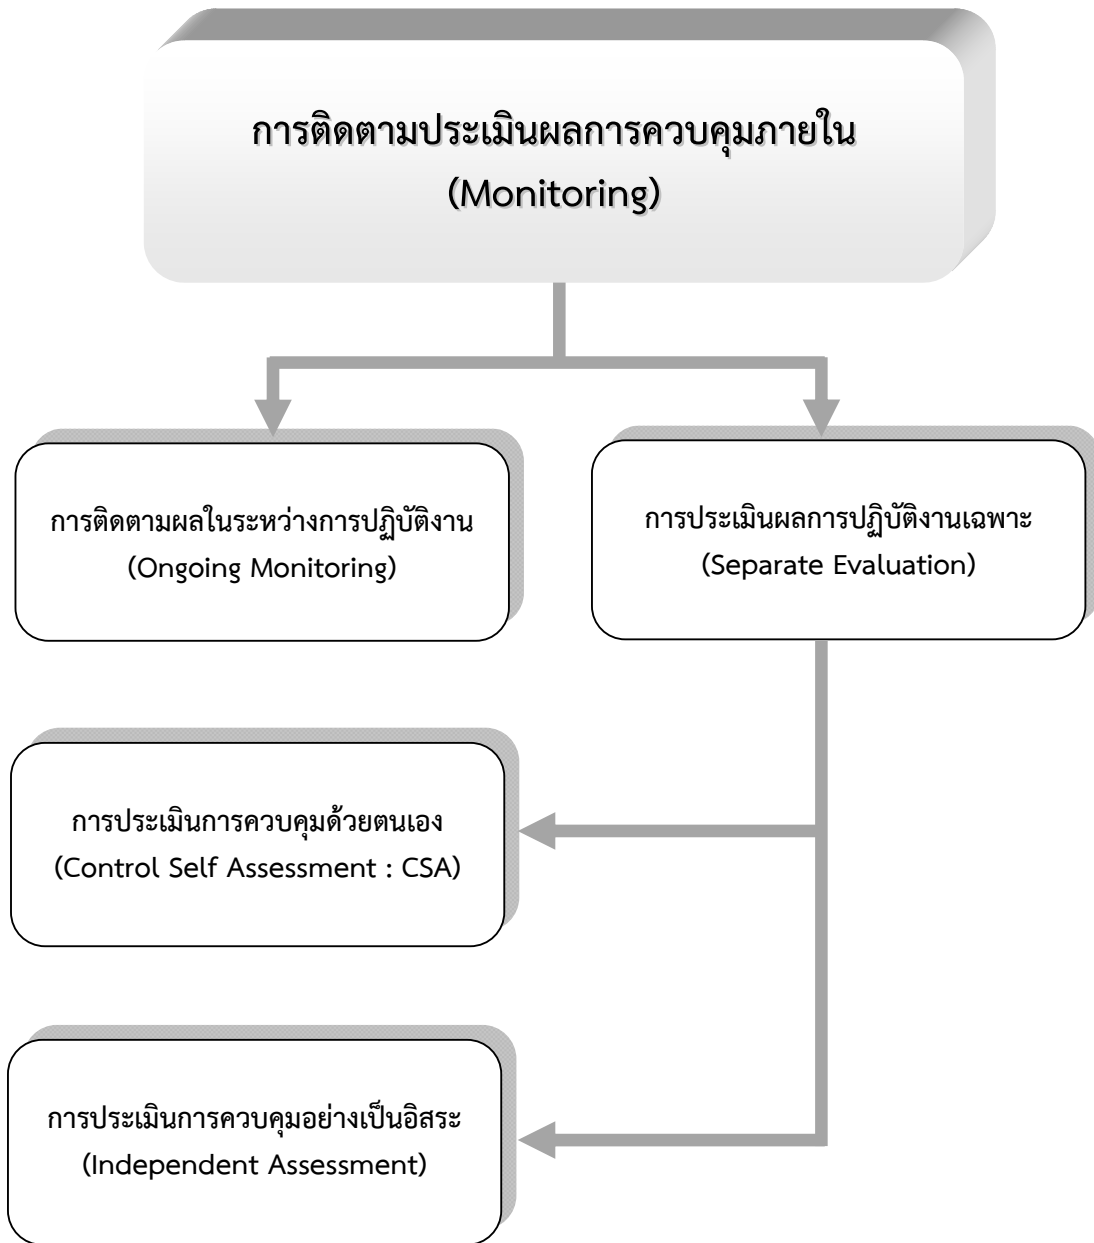 การติดตามประเมินผลการควบคุมภายใน
(Monitoring)
การติดตามผลในระหว่างการปฏิบัติงาน
(Ongoing Monitoring)
การประเมินผลการปฏิบัติงานเฉพาะ
(Separate Evaluation)
การประเมินการควบคุมด้วยตนเอง
(Control Self Assessment : CSA)
การประเมินการควบคุมอย่างเป็นอิสระ
(Independent Assessment)